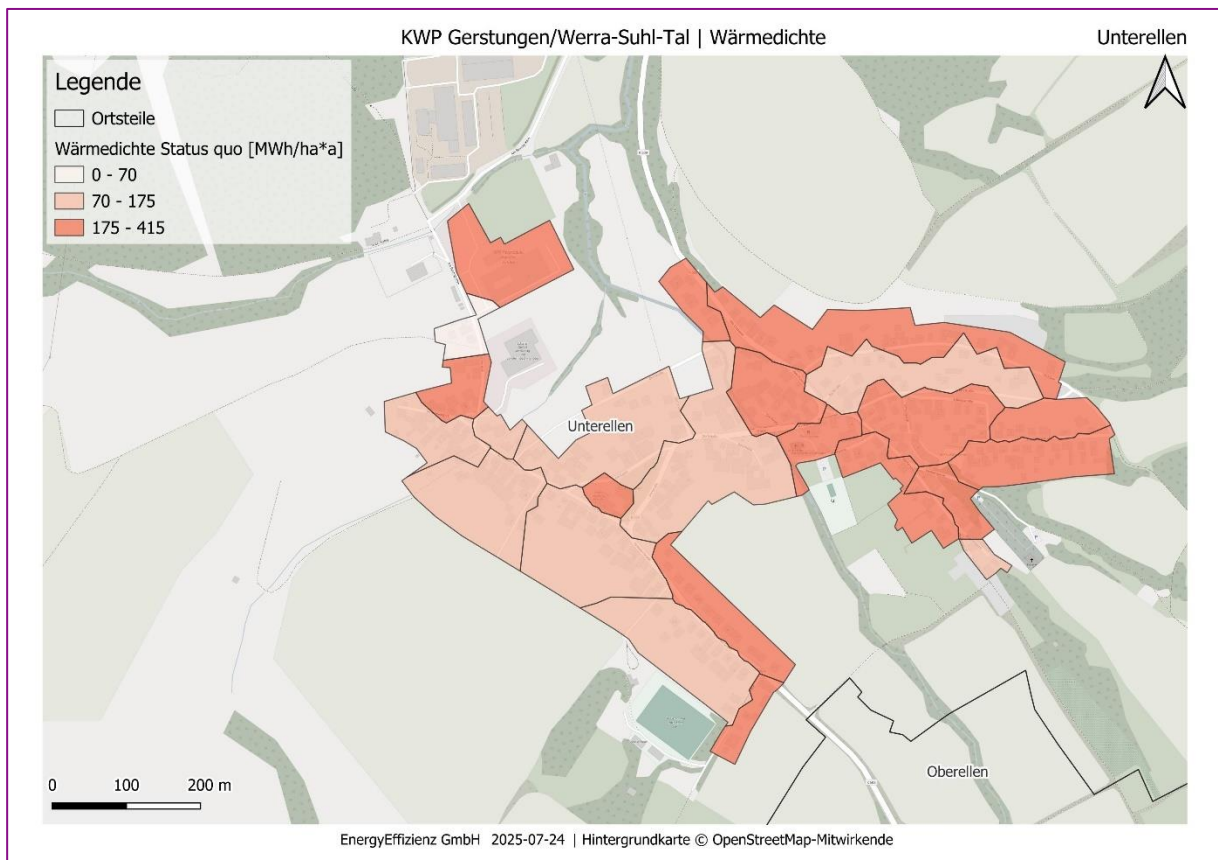 KWP Gerstungen/Werra-Suhl-Tal | Wärmedichte
Unterellen
Legende
Ortsteile
Wärmedichte Status quo [MWh/ha*a]
0 - 70
70 - 175
175 - 415
Unterellen
Oberellen
0 100 200 m
EnergyEffizienz GmbH 2025-07-24 | Hintergrundkarte © OpenStreetMap-Mitwirkende